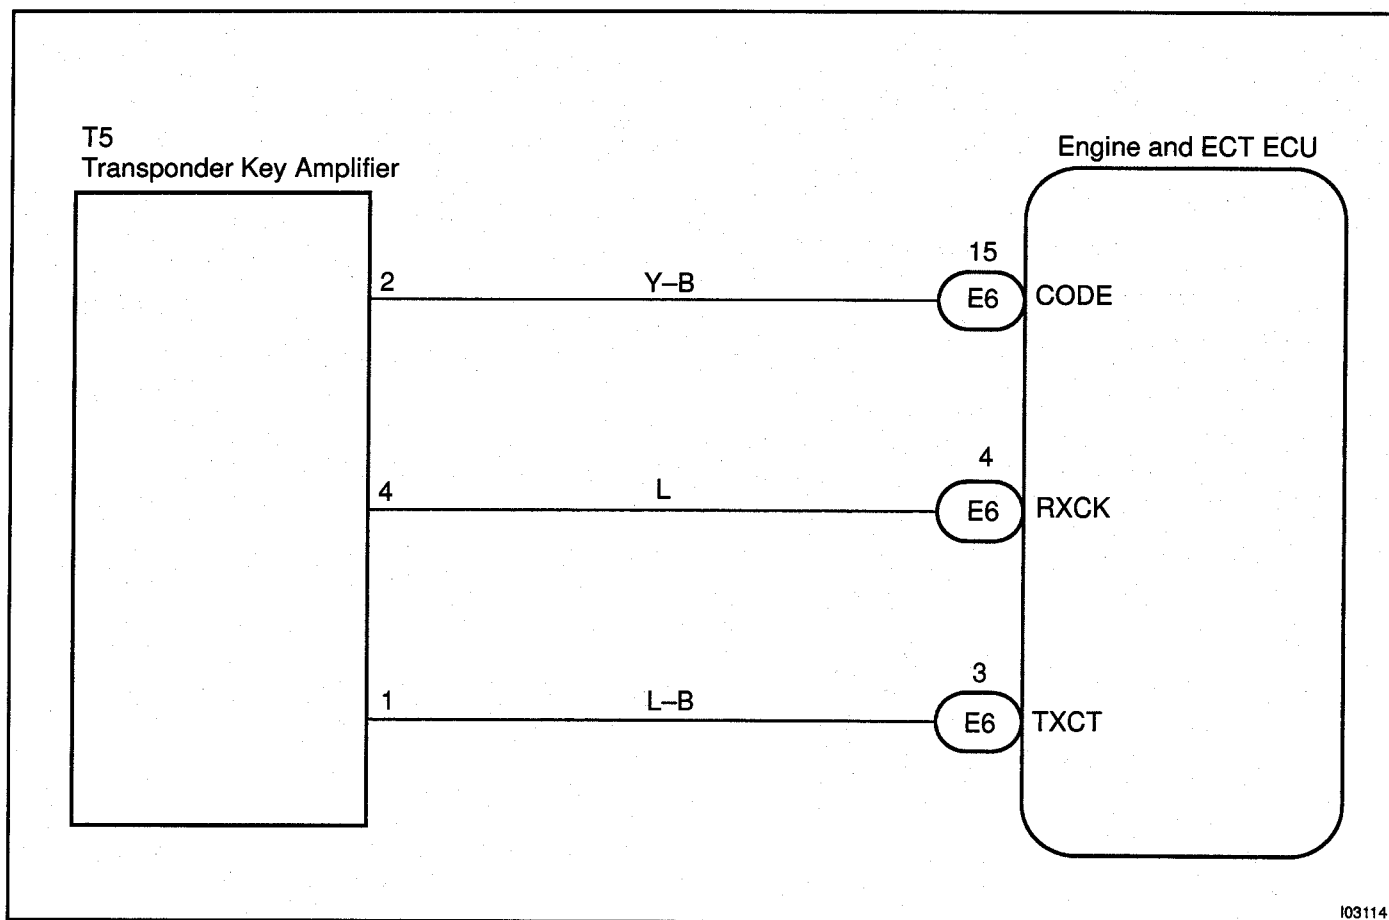 T5
Transponder Key Amplifier
Engine and ECT ECU
2
Y–B
15
E6
CODE
4
L
4
E6
RXCK
1
L–B
3
E6
TXCT
I03114